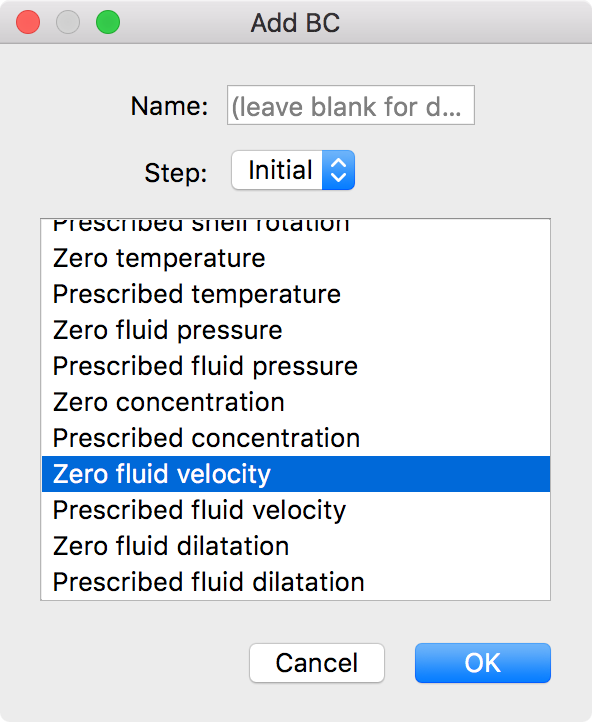 Add BC
Name: (leave blank for d...
Step: Initial
Prescribed shell rotation
Zero temperature
Prescribed temperature
Zero fluid pressure
Prescribed fluid pressure
Zero concentration
Prescribed concentration
Zero fluid velocity
Prescribed fluid velocity
Zero fluid dilatation
Prescribed fluid dilatation
Cancel OK